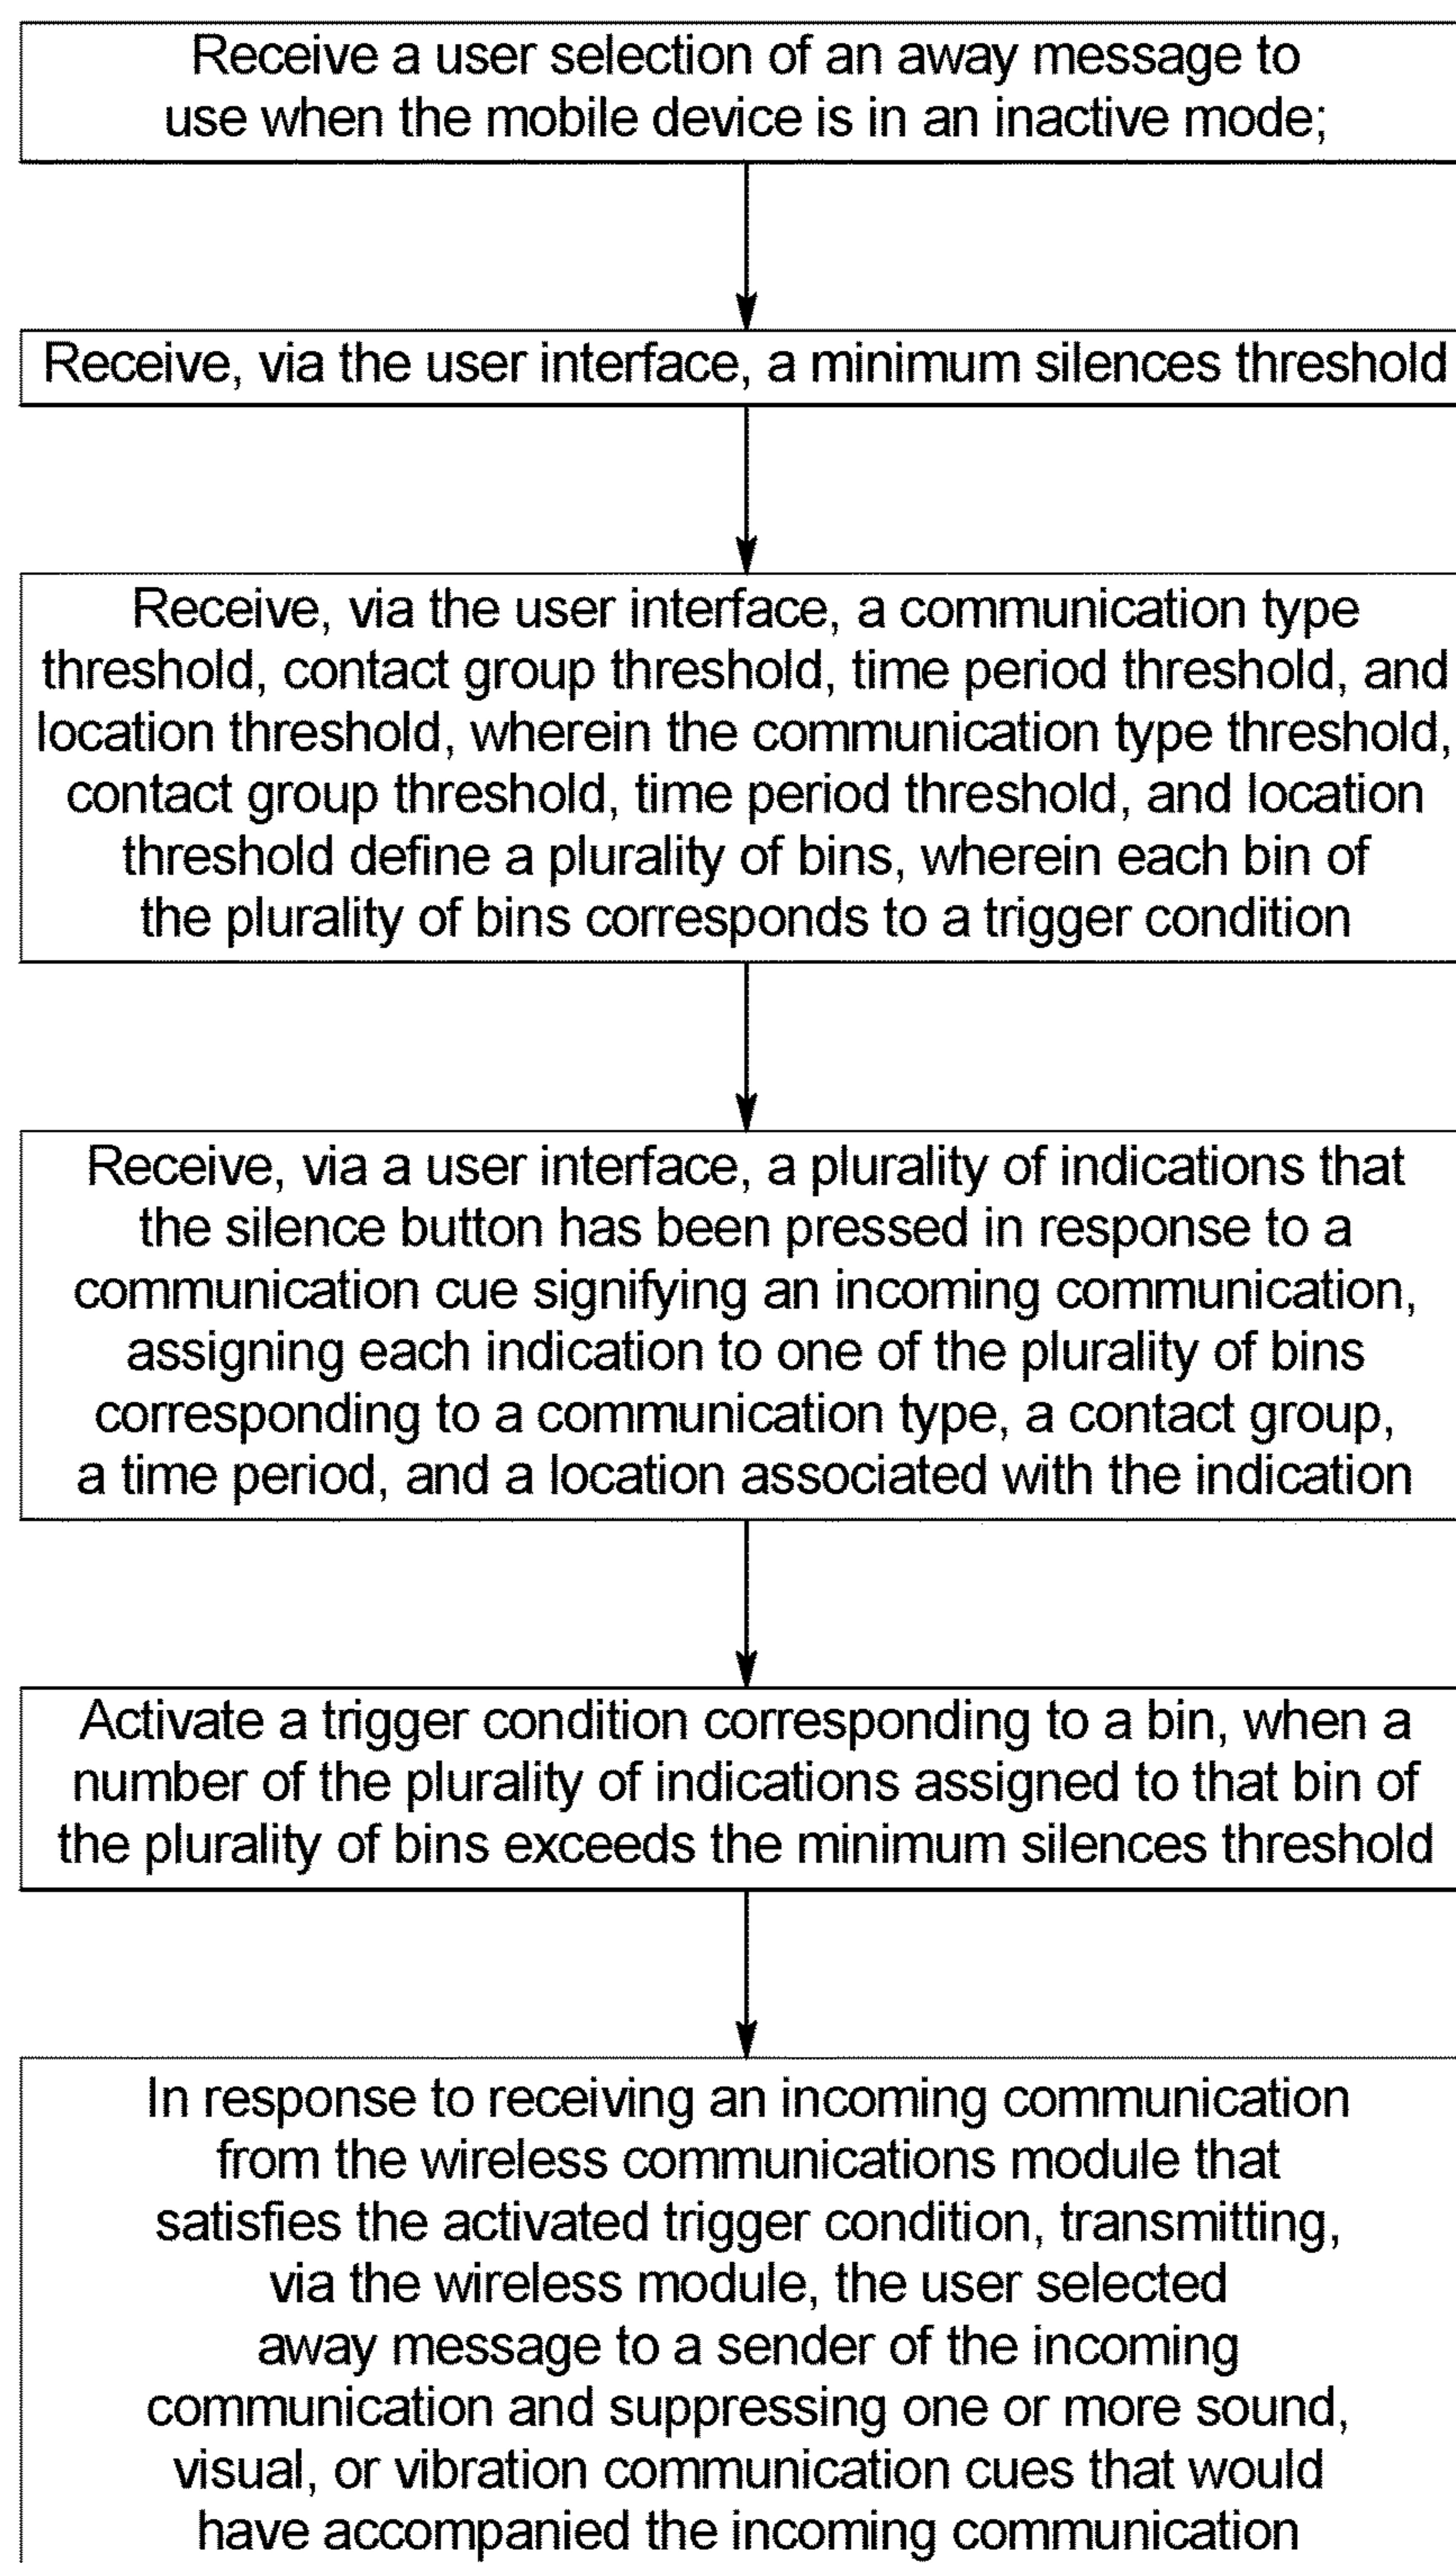 Receive a user selection of an away message to
use when the mobile device is in an inactive mode;
Receive, via the user interface, a minimum silences threshold
Receive, via the user interface, a communication type
threshold, contact group threshold, time period threshold, and
location threshold, wherein the communication type threshold,
contact group threshold, time period threshold, and location
threshold define a plurality of bins, wherein each bin of
the plurality of bins corresponds to a trigger condition
Receive, via a user interface, a plurality of indications that
the silence button has been pressed in response to a
communication cue signifying an incoming communication,
assigning each indication to one of the plurality of bins
corresponding to a communication type, a contact group,
a time period, and a location associated with the indication
Activate a trigger condition corresponding to a bin, when a
number of the plurality of indications assigned to that bin of
the plurality of bins exceeds the minimum silences threshold
In response to receiving an incoming communication
from the wireless communications module that
satisfies the activated trigger condition, transmitting,
via the wireless module, the user selected
away message to a sender of the incoming
communication and suppressing one or more sound,
visual, or vibration communication cues that would
have accompanied the incoming communication